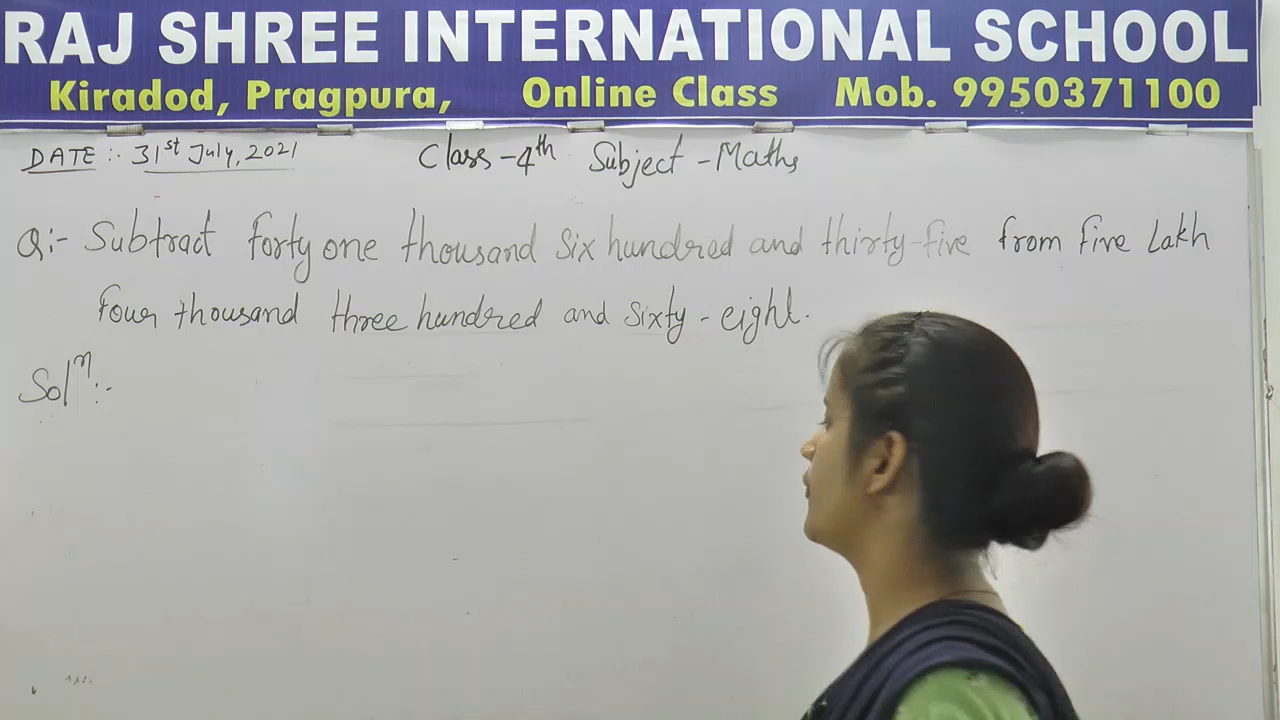 RAJ SHREE INTERNATIONAL SCHOOL
Kiradod, Pragpura, Online Class Mob. 9950371100
DATE :- 31st July, 2021 Class - 4th Subject - Maths
Q:- Subtract forty one thousand six hundred and thirty-five from five lakh
four thousand three hundred and sixty-eight.
Soln:-